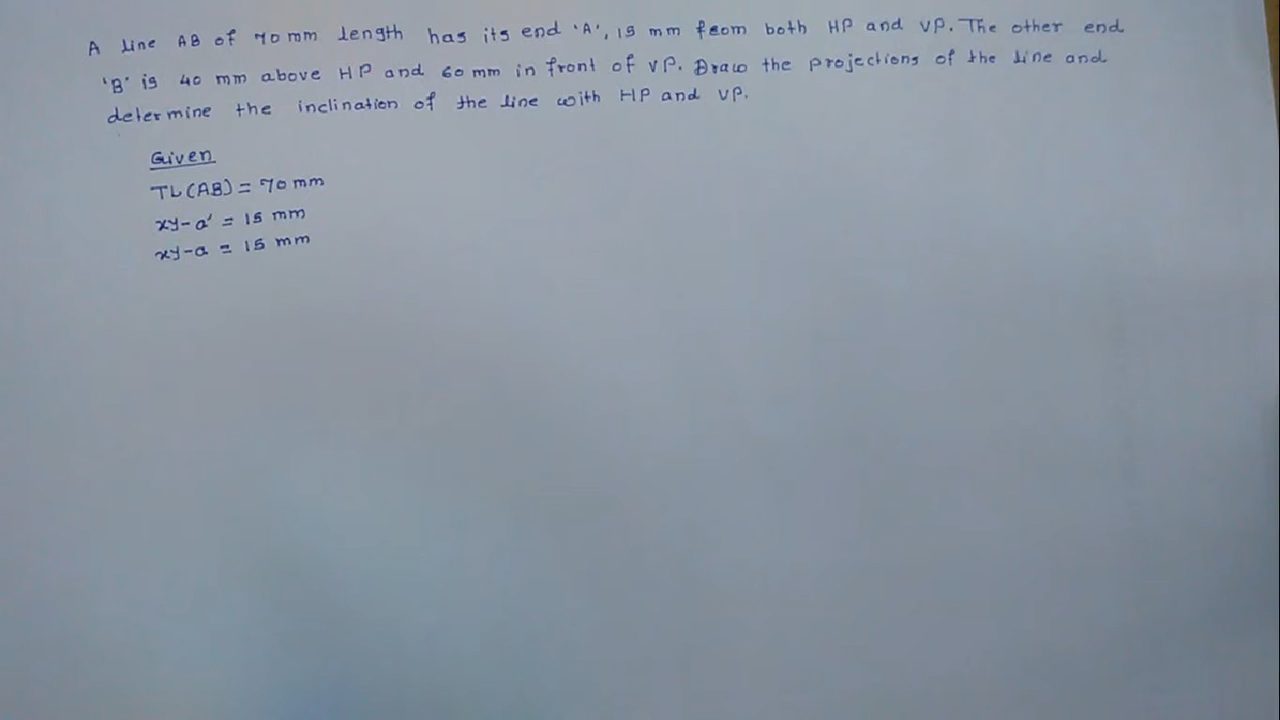 A line AB of 70 mm length has its end 'A', 15 mm from both HP and VP. The other end
'B' is 40 mm above HP and 60 mm in front of VP. Draw the projections of the line and
determine the inclination of the line with HP and VP.
Given
TL(AB) = 70 mm
xy-a' = 15 mm
xy-a = 15 mm